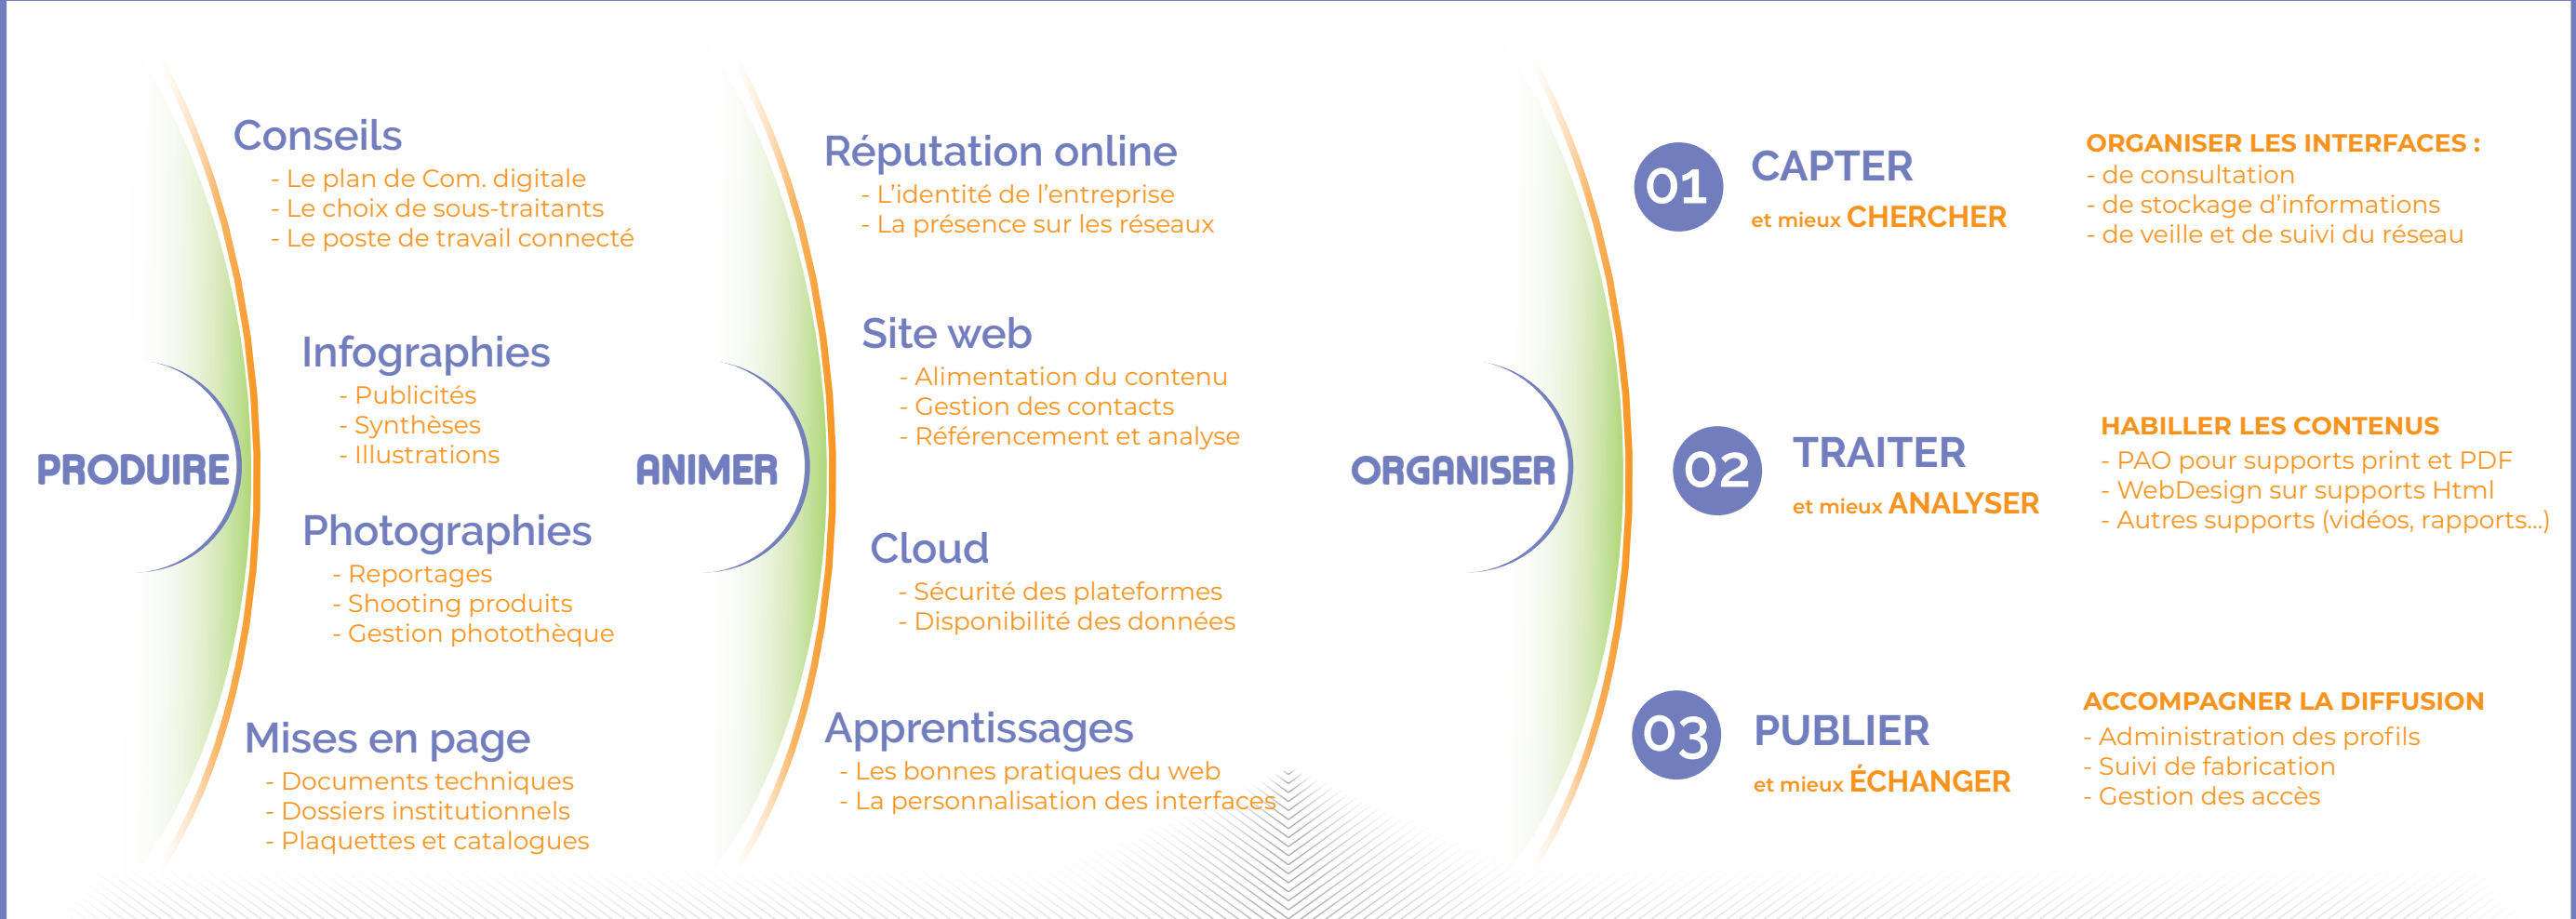 PRODUIRE
Conseils
- Le plan de Com. digitale
- Le choix de sous-traitants
- Le poste de travail connecté
Infographies
- Publicités
- Synthèses
- Illustrations
Photographies
- Reportages
- Shooting produits
- Gestion photothèque
Mises en page
- Documents techniques
- Dossiers institutionnels
- Plaquettes et catalogues
ANIMER
Réputation online
- L’identité de l’entreprise
- La présence sur les réseaux
Site web
- Alimentation du contenu
- Gestion des contacts
- Référencement et analyse
Cloud
- Sécurité des plateformes
- Disponibilité des données
Apprentissages
- Les bonnes pratiques du web
- La personnalisation des interfaces
ORGANISER
01
CAPTER
et mieux CHERCHER
ORGANISER LES INTERFACES :
- de consultation
- de stockage d’informations
- de veille et de suivi du réseau
02
TRAITER
et mieux ANALYSER
HABILLER LES CONTENUS
- PAO pour supports print et PDF
- WebDesign sur supports Html
- Autres supports (vidéos, rapports...)
03
PUBLIER
et mieux ÉCHANGER
ACCOMPAGNER LA DIFFUSION
- Administration des profils
- Suivi de fabrication
- Gestion des accès